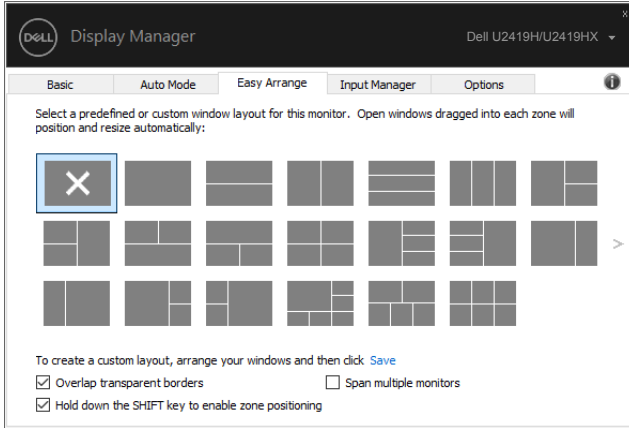 x
DELL Display Manager Dell U2419H/U2419HX
Basic Auto Mode Easy Arrange Input Manager Options i
Select a predefined or custom window layout for this monitor. Open windows dragged into each zone will
position and resize automatically:
To create a custom layout, arrange your windows and then click Save
Overlap transparent borders Span multiple monitors
Hold down the SHIFT key to enable zone positioning